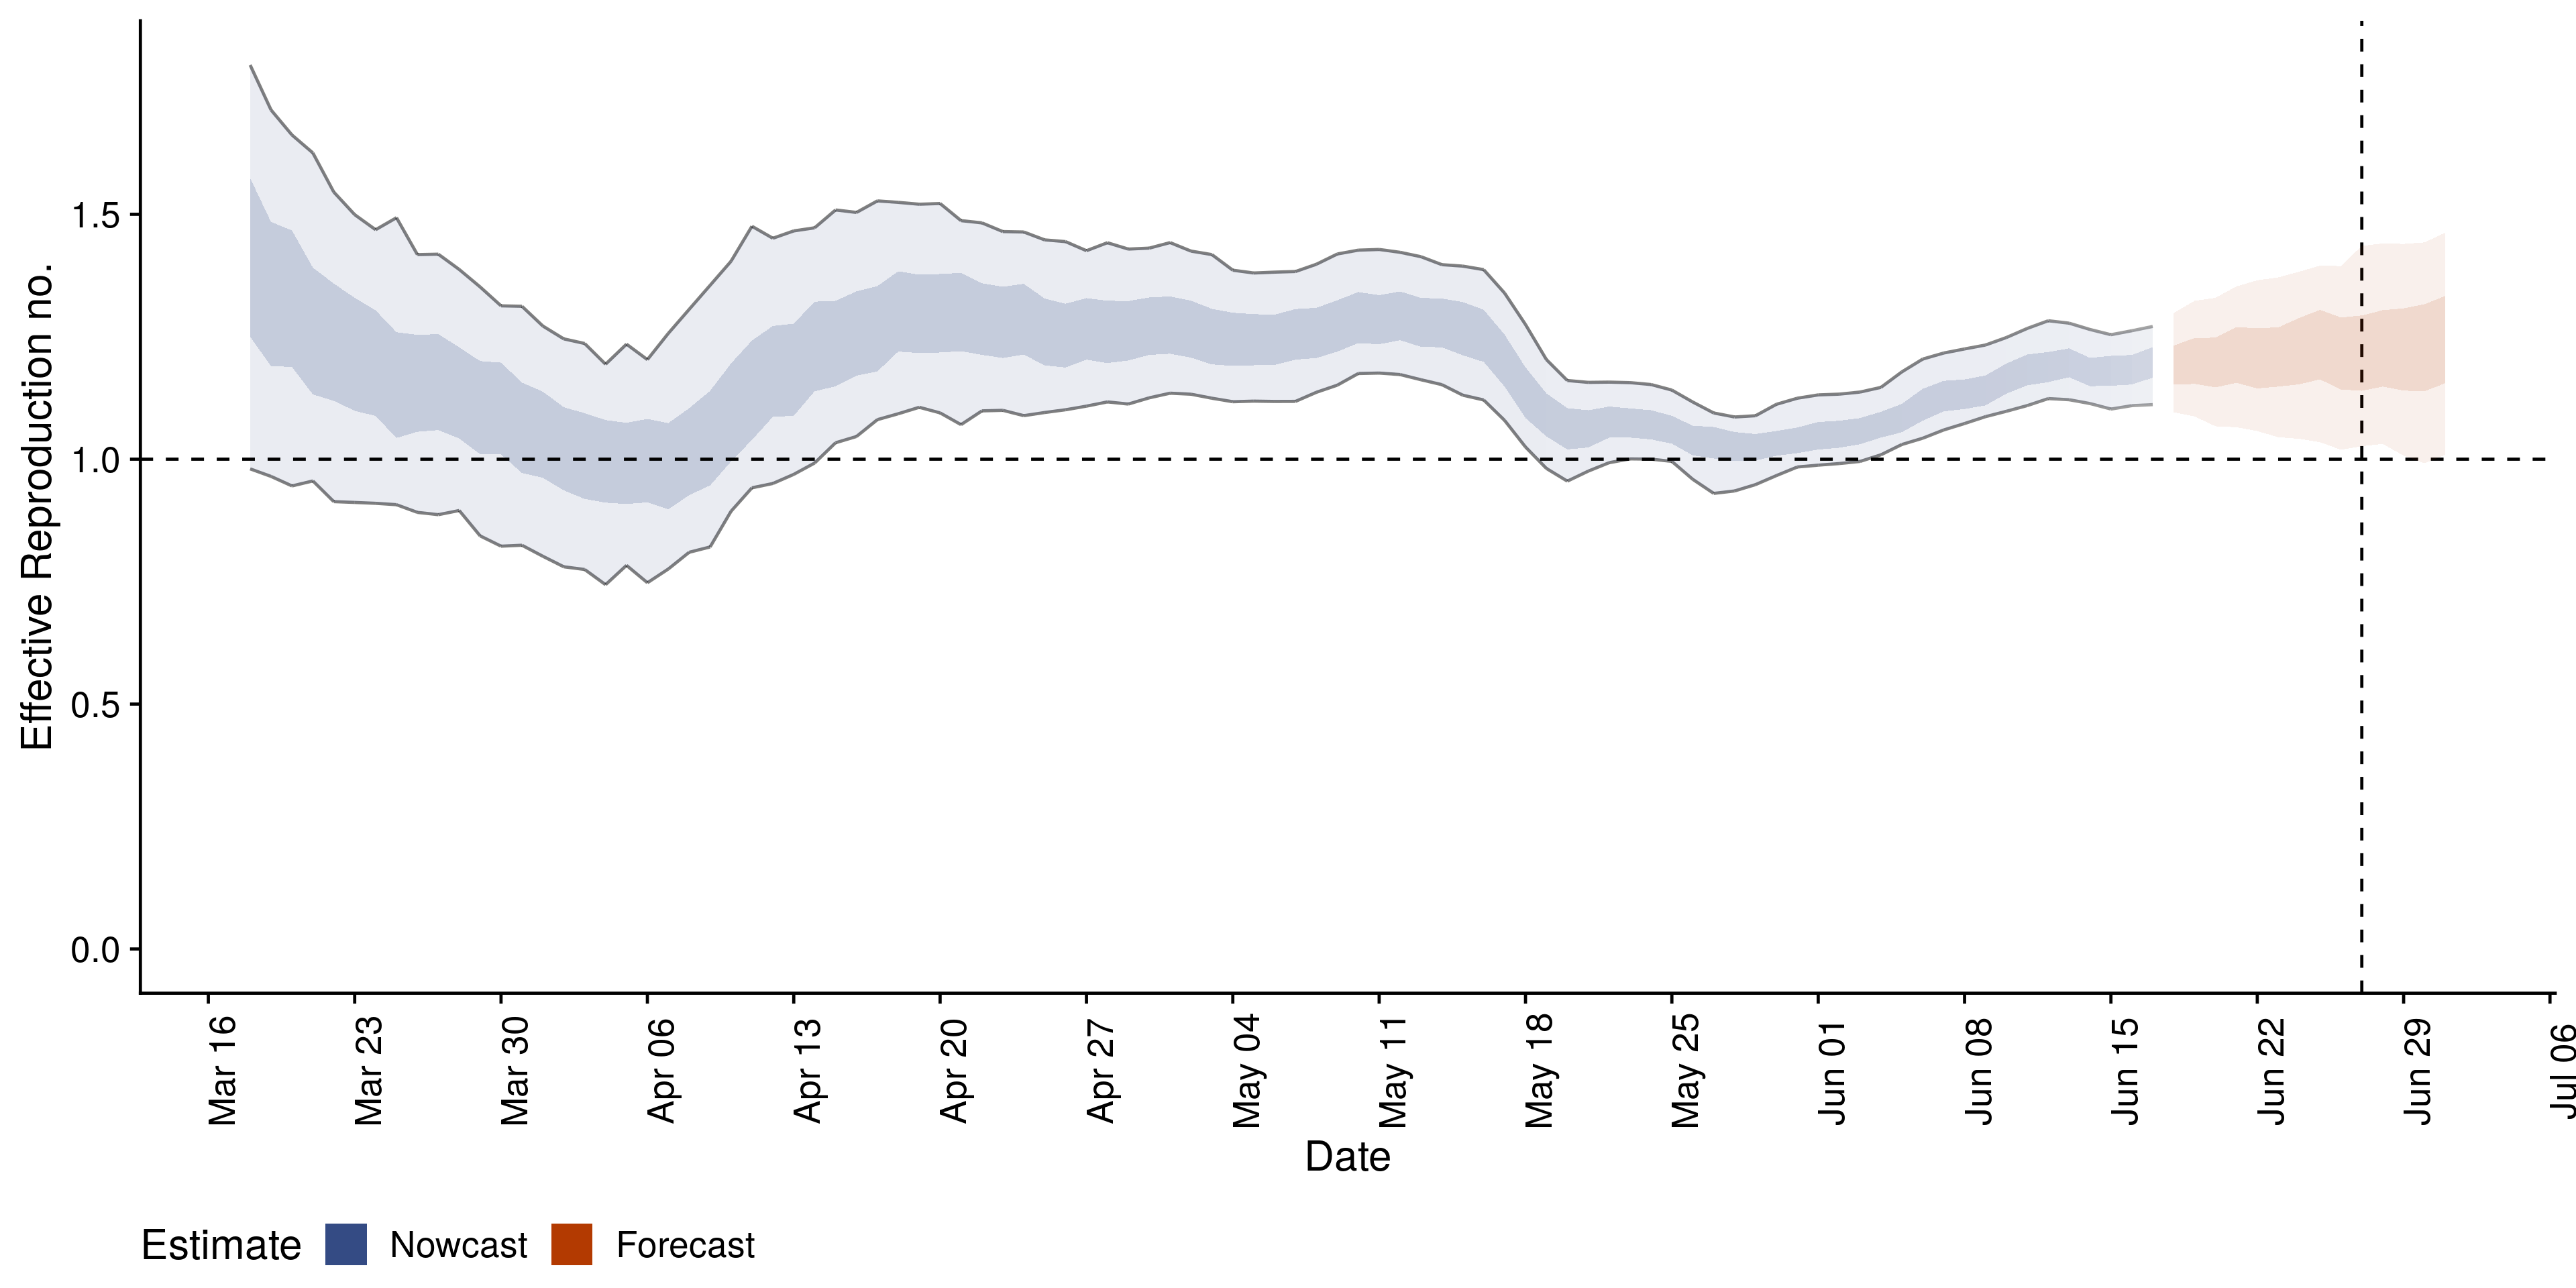 Effective Reproduction no.
1.5
1.0
0.5
0.0
Mar 16
Mar 23
Mar 30
Apr 06
Apr 13
Apr 20
Apr 27
May 04
May 11
May 18
May 25
Jun 01
Jun 08
Jun 15
Jun 22
Jun 29
Jul 06
Date
Estimate Nowcast Forecast